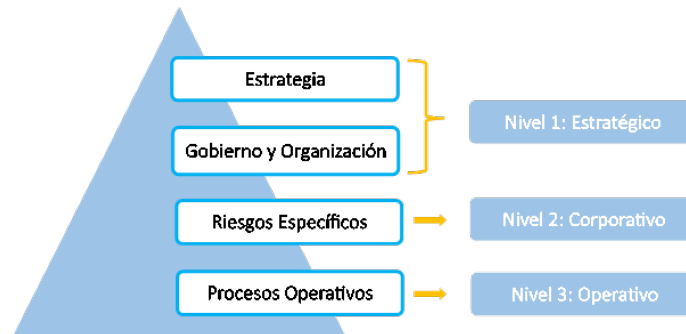 Estrategia
Gobierno y Organización
Nivel 1: Estratégico
Riesgos Específicos
Nivel 2: Corporativo
Procesos Operativos
Nivel 3: Operativo